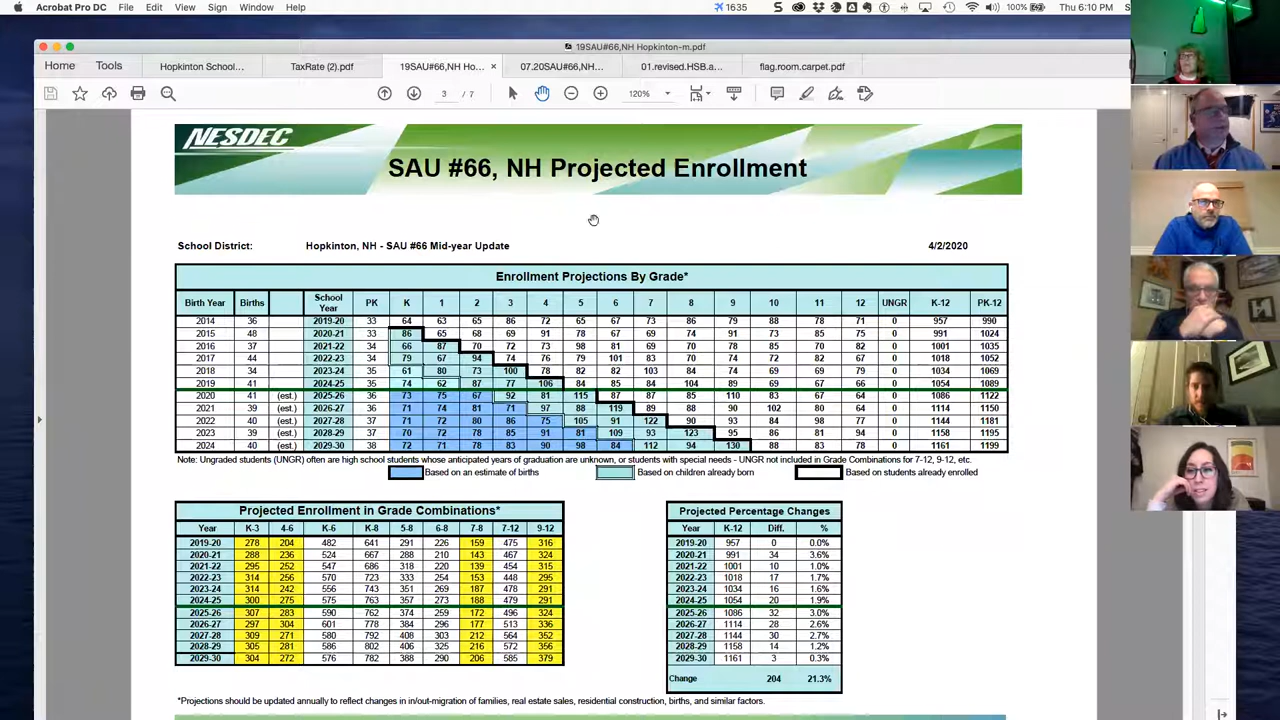 Acrobat Pro DC File Edit View Sign Window Help 1635 100% Thu 6:10 PM
19SAU#66,NH Hopkinton-m.pdf
Home Tools Hopkinton School... TaxRate (2).pdf 19SAU#66,NH Ho... × 07.20SAU#66,NH... 01.revised.HSB.a... flag.room.carpet.pdf
3 / 7 120%
NESDEC
SAU #66, NH Projected Enrollment
School District: Hopkinton, NH - SAU #66 Mid-year Update 4/2/2020
Enrollment Projections By Grade*
Birth Year Births School Year PK K 1 2 3 4 5 6 7 8 9 10 11 12 UNGR K-12 PK-12
2014 36 2019-20 33 64 63 65 86 72 65 67 73 86 79 88 78 71 0 957 990
2015 48 2020-21 33 86 65 68 69 91 78 67 69 74 91 73 85 75 0 991 1024
2016 37 2021-22 34 66 87 70 72 73 98 81 69 70 78 85 70 82 0 1001 1035
2017 44 2022-23 34 79 67 94 74 76 79 101 83 70 74 72 82 67 0 1018 1052
2018 34 2023-24 35 61 80 73 100 78 82 82 103 84 74 69 69 79 0 1034 1069
2019 41 2024-25 35 74 62 87 77 106 84 85 84 104 89 69 67 66 0 1054 1089
2020 41 (est.) 2025-26 36 73 75 67 92 81 115 87 87 85 110 83 67 64 0 1086 1122
2021 39 (est.) 2026-27 36 71 74 81 71 97 88 119 89 88 90 102 80 64 0 1114 1150
2022 40 (est.) 2027-28 37 71 72 80 86 75 105 91 122 90 93 84 98 77 0 1144 1181
2023 39 (est.) 2028-29 37 70 72 78 85 91 81 109 93 123 95 86 81 94 0 1158 1195
2024 40 (est.) 2029-30 38 72 71 78 83 90 98 84 112 94 130 88 83 78 0 1161 1199
Note: Ungraded students (UNGR) often are high school students whose anticipated years of graduation are unknown, or students with special needs - UNGR not included in Grade Combinations for 7-12, 9-12, etc.
Based on an estimate of births Based on children already born Based on students already enrolled
Projected Enrollment in Grade Combinations*
Year K-3 4-6 K-6 K-8 5-8 6-8 7-8 7-12 9-12
2019-20 278 204 482 641 291 226 159 475 316
2020-21 288 236 524 667 288 210 143 467 324
2021-22 295 252 547 686 318 220 139 454 315
2022-23 314 256 570 723 333 254 153 448 295
2023-24 314 242 556 743 351 269 187 478 291
2024-25 300 275 575 763 357 273 188 479 291
2025-26 307 283 590 762 374 259 172 496 324
2026-27 297 304 601 778 384 296 177 513 336
2027-28 309 271 580 792 408 303 212 564 352
2028-29 305 281 586 802 406 325 216 572 356
2029-30 304 272 576 782 388 290 206 585 379
Projected Percentage Changes
Year K-12 Diff. %
2019-20 957 0 0.0%
2020-21 991 34 3.6%
2021-22 1001 10 1.0%
2022-23 1018 17 1.7%
2023-24 1034 16 1.6%
2024-25 1054 20 1.9%
2025-26 1086 32 3.0%
2026-27 1114 28 2.6%
2027-28 1144 30 2.7%
2028-29 1158 14 1.2%
2029-30 1161 3 0.3%
Change 204 21.3%
*Projections should be updated annually to reflect changes in in/out-migration of families, real estate sales, residential construction, births, and similar factors.